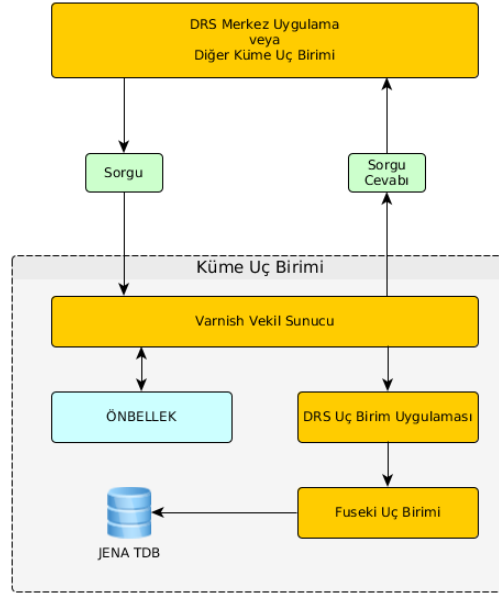 DRS Merkez Uygulama
veya
Diğer Küme Uç Birimi
Sorgu
Sorgu
Cevabı
Küme Uç Birimi
Varnish Vekil Sunucu
ÖNBELLEK
DRS Uç Birim Uygulaması
Fuseki Uç Birimi
JENA TDB